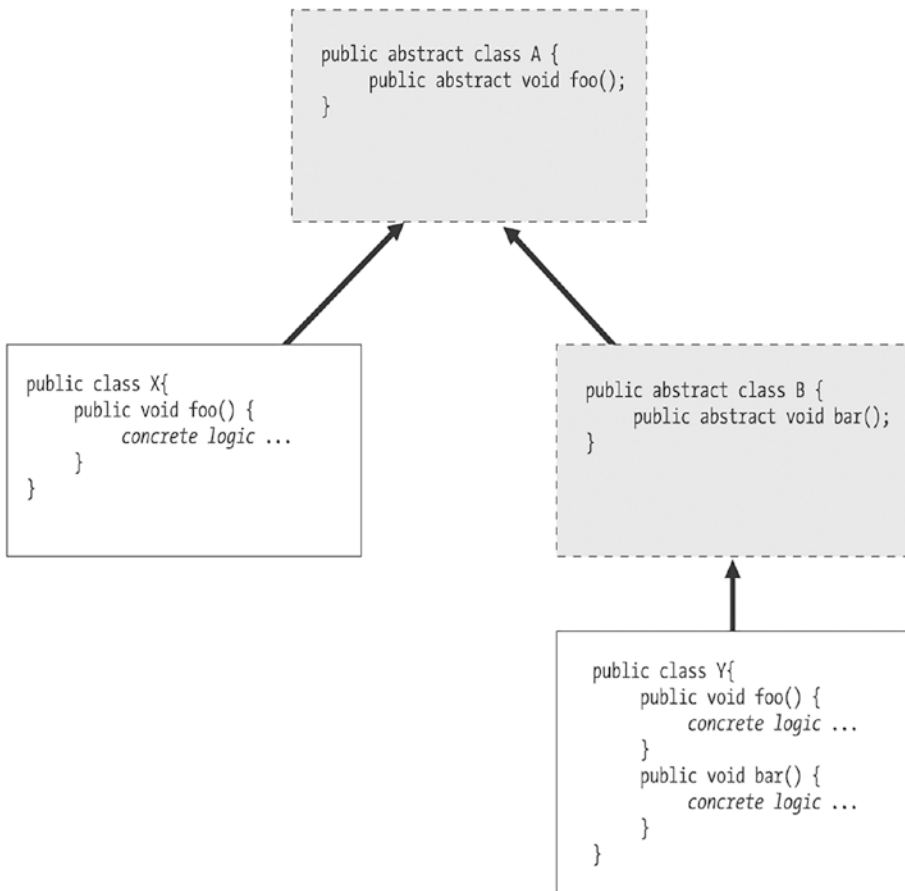 public abstract class A {
public abstract void foo();
}
public class X{
public void foo() {
concrete logic ...
}
}
public abstract class B {
public abstract void bar();
}
public class Y{
public void foo() {
concrete logic ...
}
public void bar() {
concrete logic ...
}
}